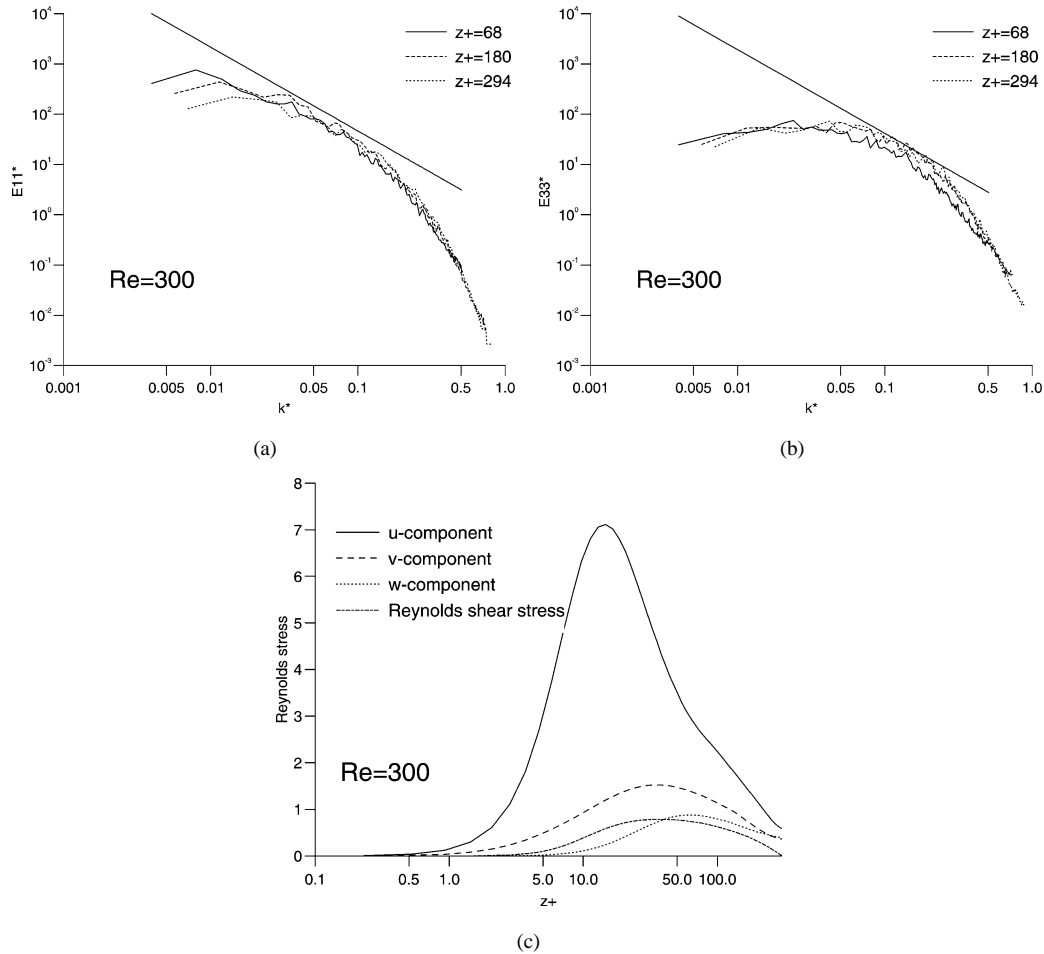 10⁴
10³
10²
10¹
10⁰
10⁻¹
10⁻²
10⁻³
E11*
z+=68
z+=180
z+=294
Re=300
0.001 0.005 0.01 0.05 0.1 0.5 1.0
k*
(a)
10⁴
10³
10²
10¹
10⁰
10⁻¹
10⁻²
10⁻³
E33*
z+=68
z+=180
z+=294
Re=300
0.001 0.005 0.01 0.05 0.1 0.5 1.0
k*
(b)
8
7
6
5
4
3
2
1
0
Reynolds stress
u-component
v-component
w-component
Reynolds shear stress
Re=300
0.1 0.5 1.0 5.0 10.0 50.0 100.0
z+
(c)